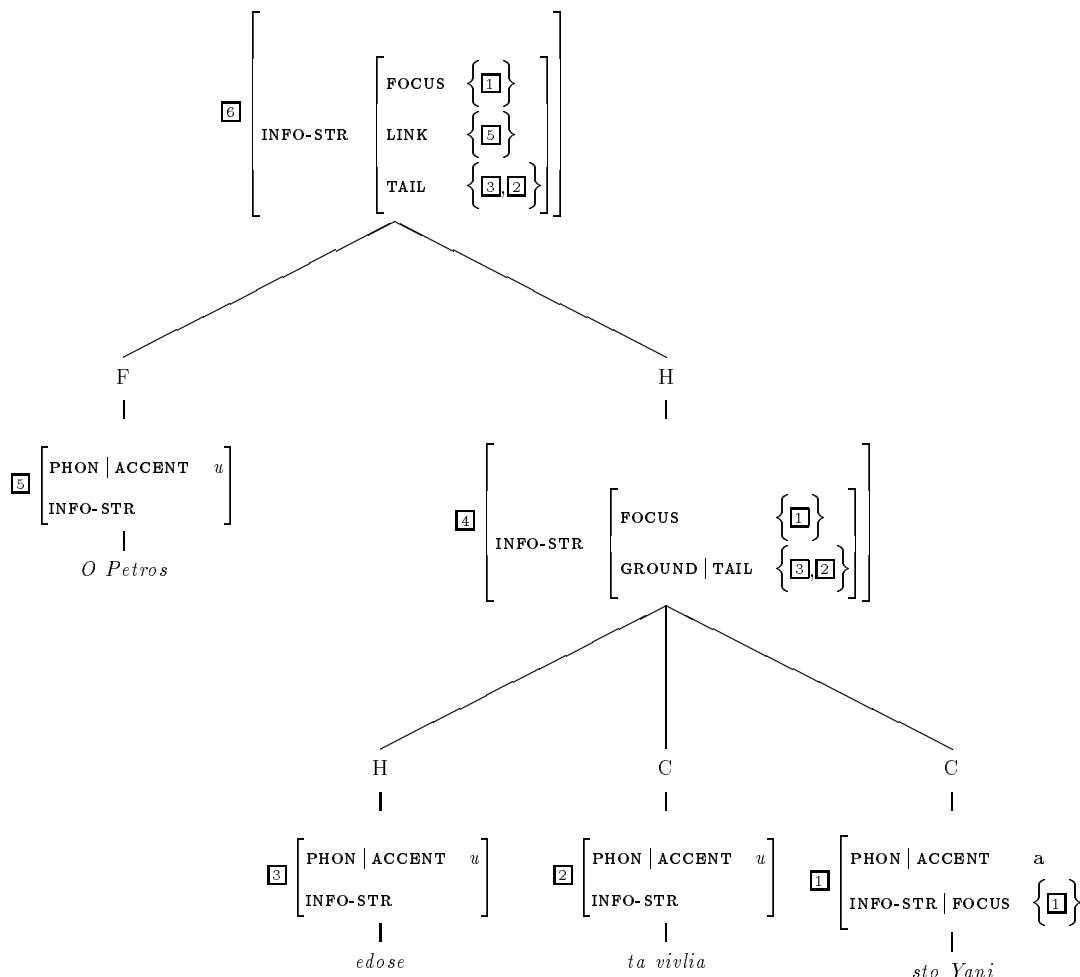 FOCUS { 1 }
6 INFO-STR LINK { 5 }
TAIL { 3 , 2 }
F H
5 PHON | ACCENT u
INFO-STR
O Petros
4 INFO-STR FOCUS { 1 }
GROUND | TAIL { 3 , 2 }
H C C
3 PHON | ACCENT u 2 PHON | ACCENT u 1 PHON | ACCENT a
INFO-STR INFO-STR INFO-STR | FOCUS { 1 }
edose ta vivlia sto Yani